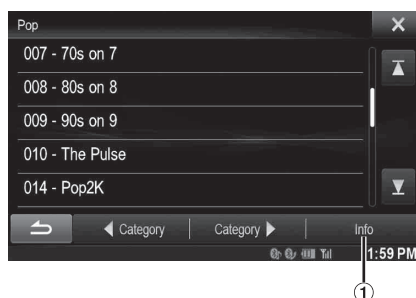 Pop
007 - 70s on 7
008 - 80s on 8
009 - 90s on 9
010 - The Pulse
014 - Pop2K
Category
Category
Info
1:59 PM
1